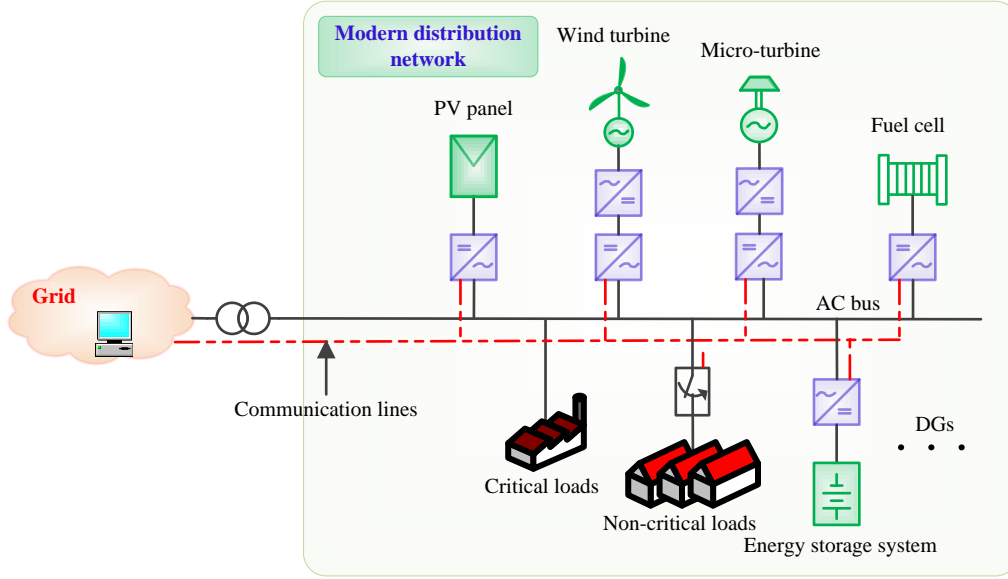 Modern distribution
network
Wind turbine
Micro-turbine
PV panel
Fuel cell
Grid
AC bus
Communication lines
DGs
Critical loads
Non-critical loads
Energy storage system